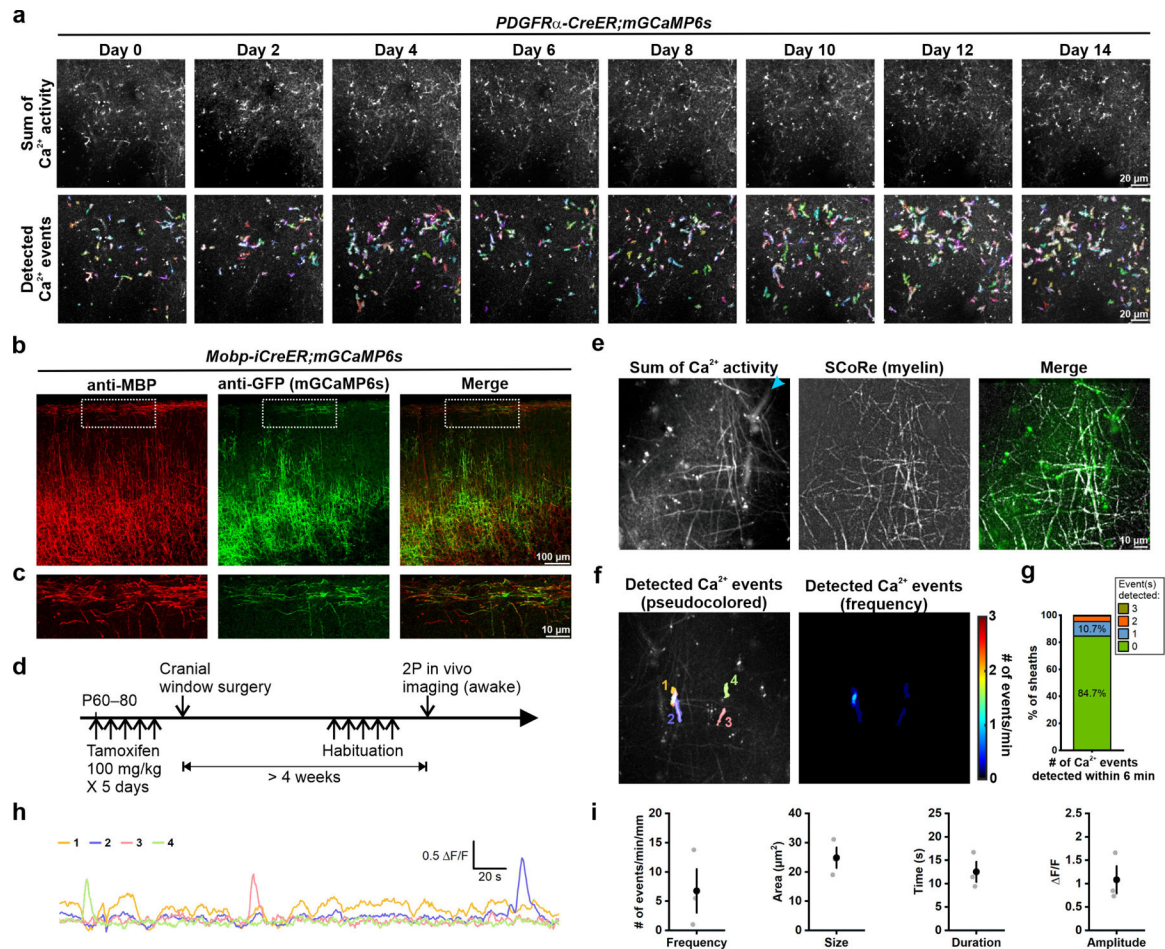 a
PDGFRα-CreER;mGCaMP6s
Day 0 Day 2 Day 4 Day 6 Day 8 Day 10 Day 12 Day 14
Sum of
Ca²⁺ activity
20 µm
Detected
Ca²⁺ events
20 µm
b
Mobp-iCreER;mGCaMP6s
anti-MBP anti-GFP (mGCaMP6s) Merge
100 µm
c
10 µm
d
P60–80
Cranial
window surgery
2P in vivo
imaging (awake)
Tamoxifen
100 mg/kg
X 5 days
Habituation
> 4 weeks
e
Sum of Ca²⁺ activity SCoRe (myelin) Merge
10 µm
f
Detected Ca²⁺ events
(pseudocolored)
1
2
3
4
Detected Ca²⁺ events
(frequency)
3
2
1
0
# of events/min
g
Event(s)
detected:
3
2
1
0
100
80
60
40
20
0
% of sheaths
10.7%
84.7%
# of Ca²⁺ events
detected within 6 min
h
1 2 3 4
0.5 ΔF/F
20 s
i
# of events/min/mm
20
15
10
5
0
Frequency
Area (µm²)
40
30
20
10
0
Size
Time (s)
25
20
15
10
5
0
Duration
ΔF/F
2.5
2
1.5
1
0.5
0
Amplitude